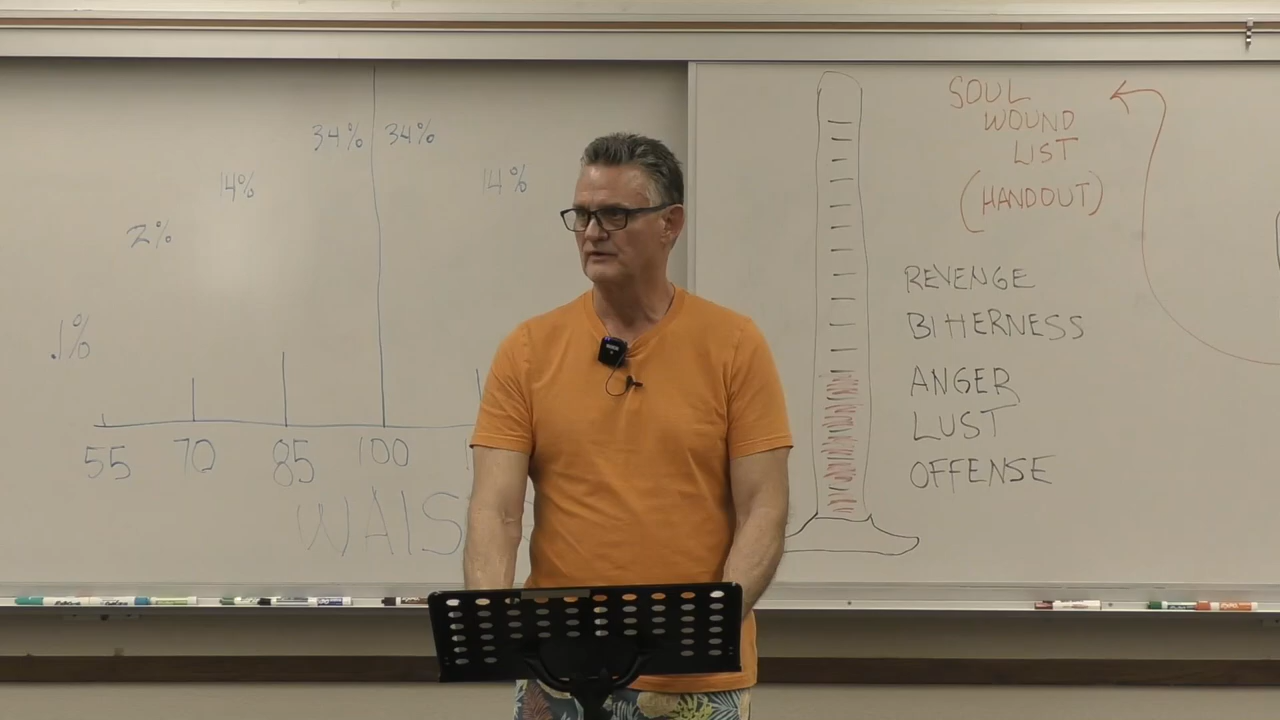 34% 34%
14% 14%
2%
.1%
55 70 85 100
WAIS
SOUL
WOUND
LIST
(HANDOUT)
REVENGE
BITTERNESS
ANGER
LUST
OFFENSE